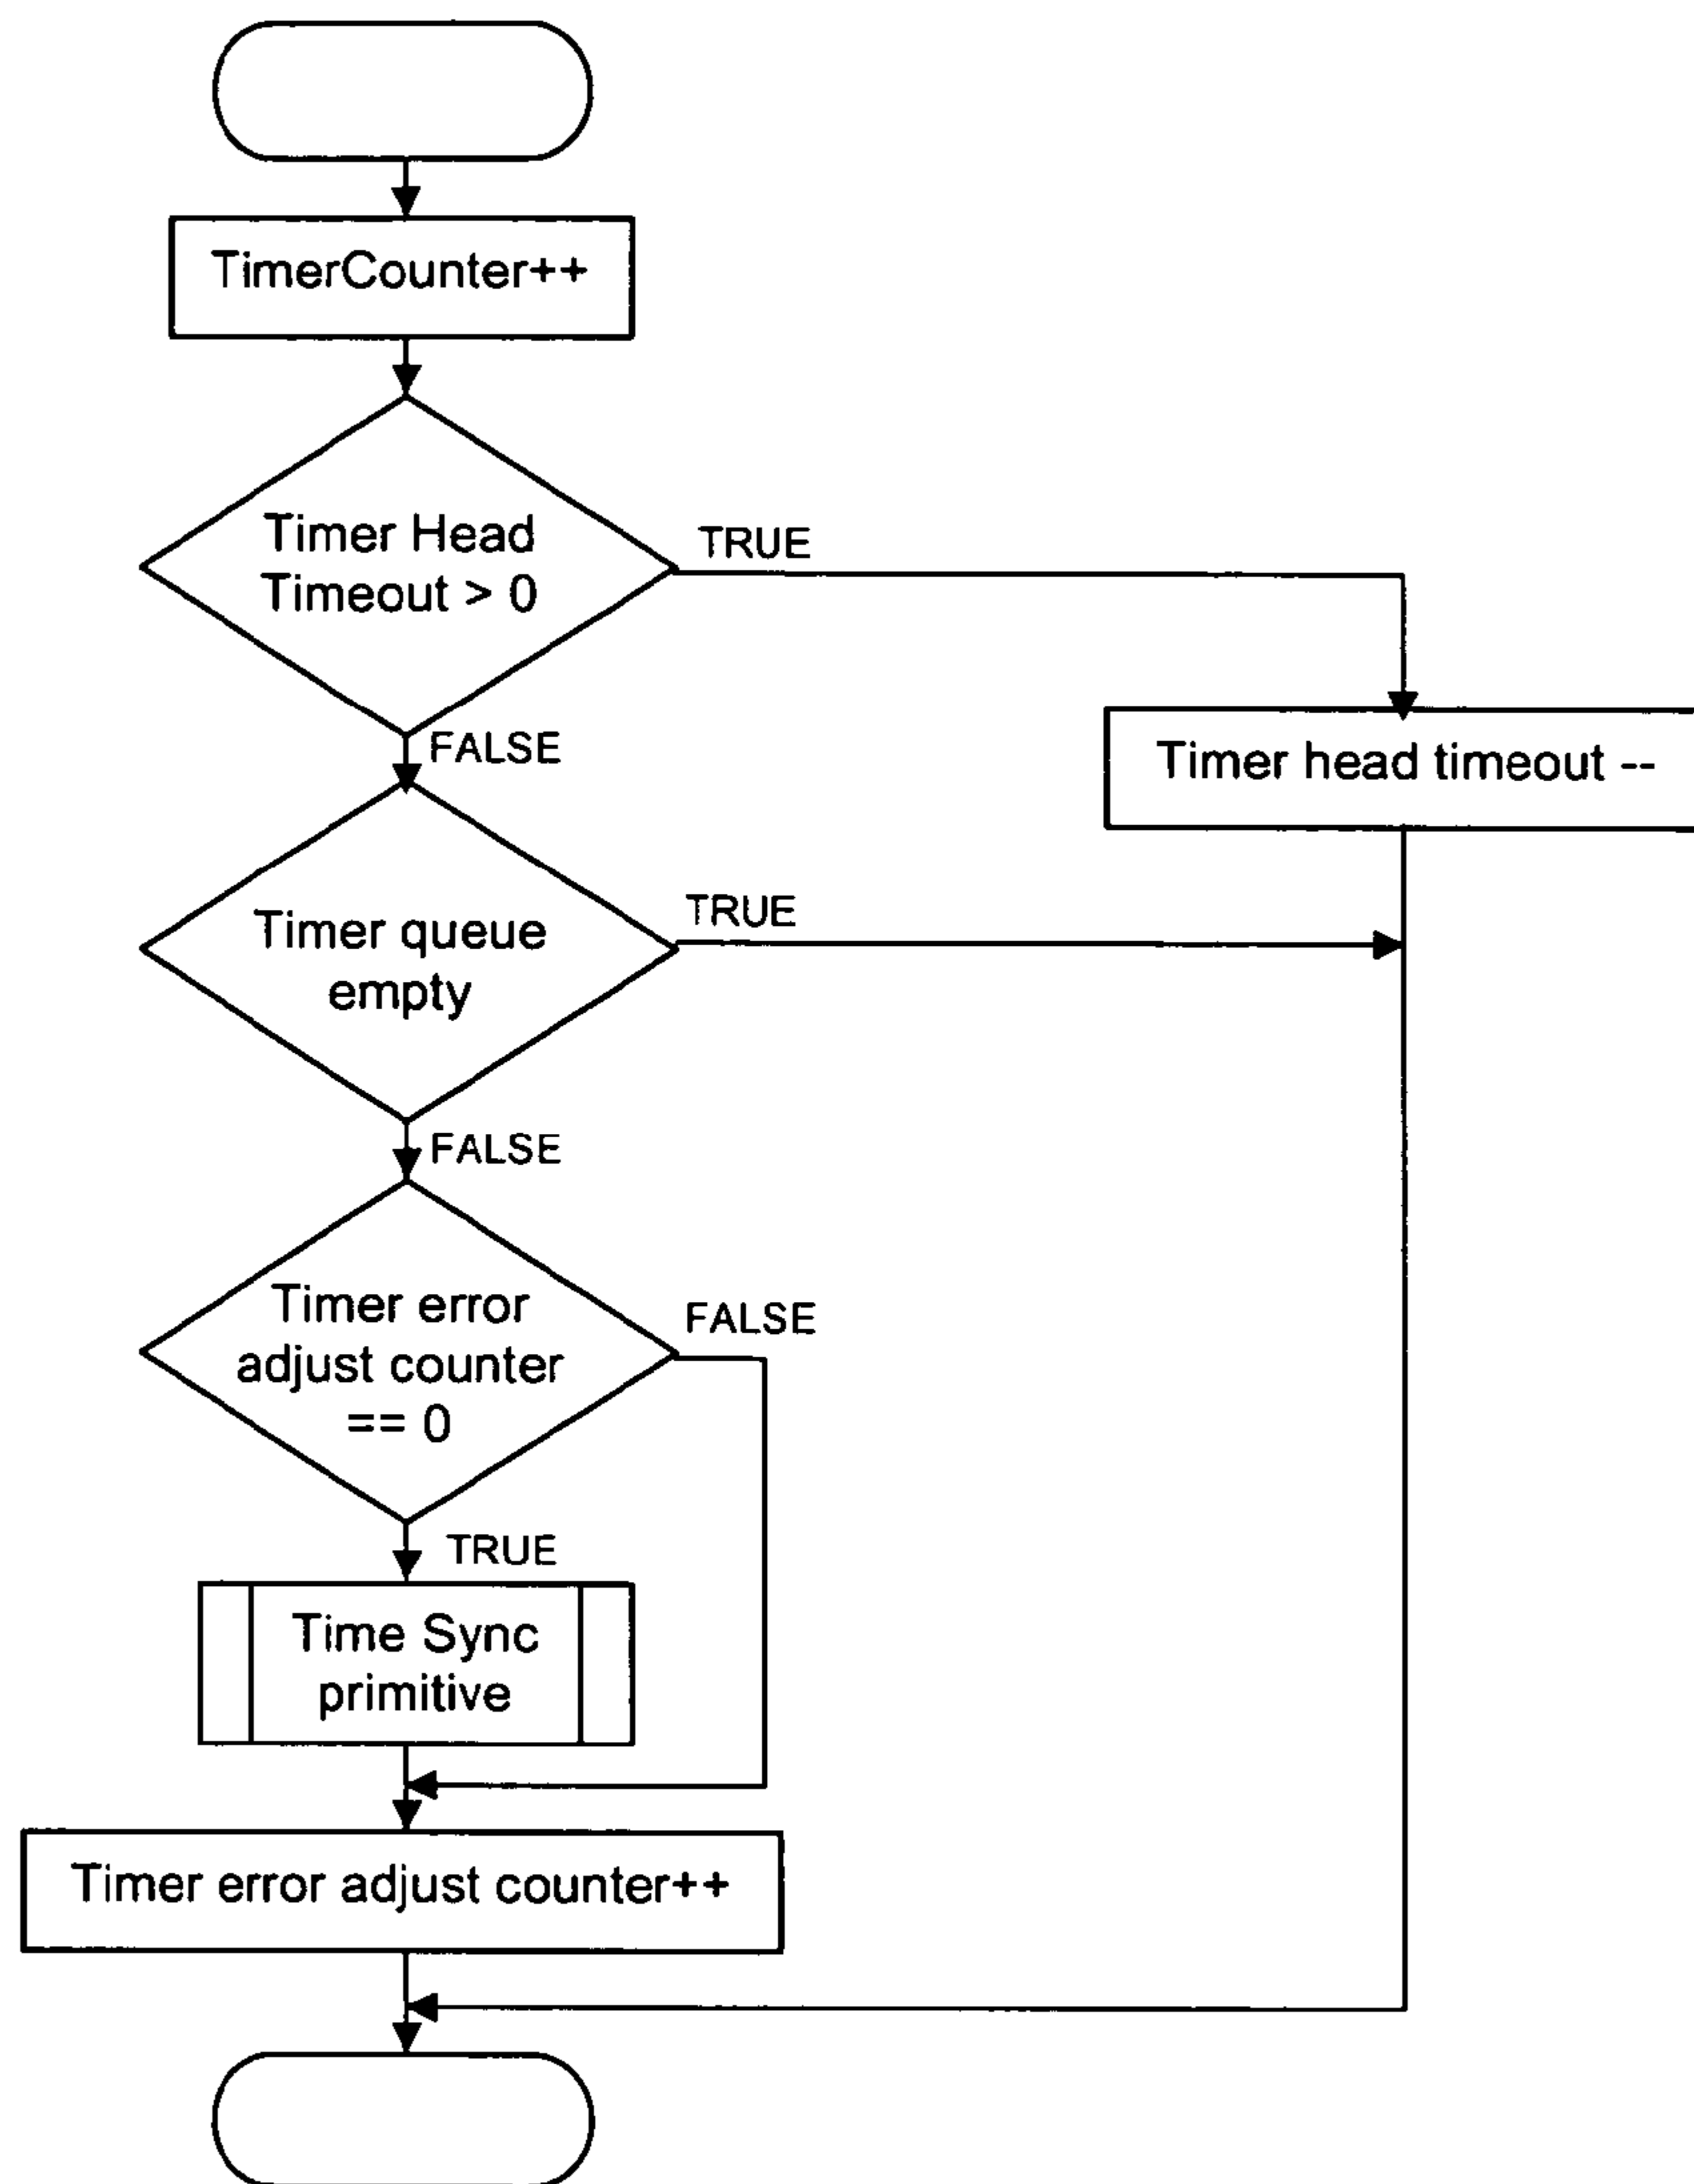 TimerCounter++
Timer Head
Timeout > 0
TRUE
FALSE
Timer head timeout --
Timer queue
empty
TRUE
FALSE
Timer error
adjust counter
== 0
FALSE
TRUE
Time Sync
primitive
Timer error adjust counter++